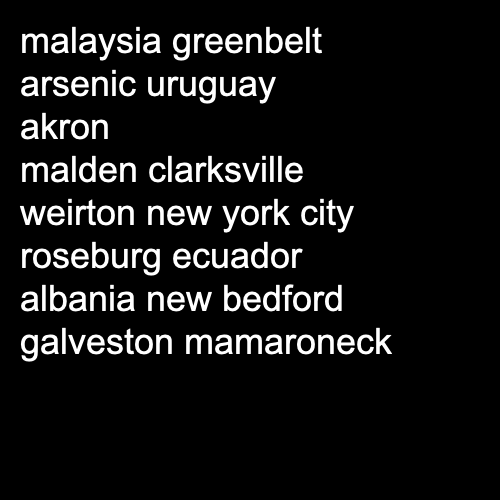 malaysia greenbelt
arsenic uruguay
akron
malden clarksville
weirton new york city
roseburg ecuador
albania new bedford
galveston mamaroneck